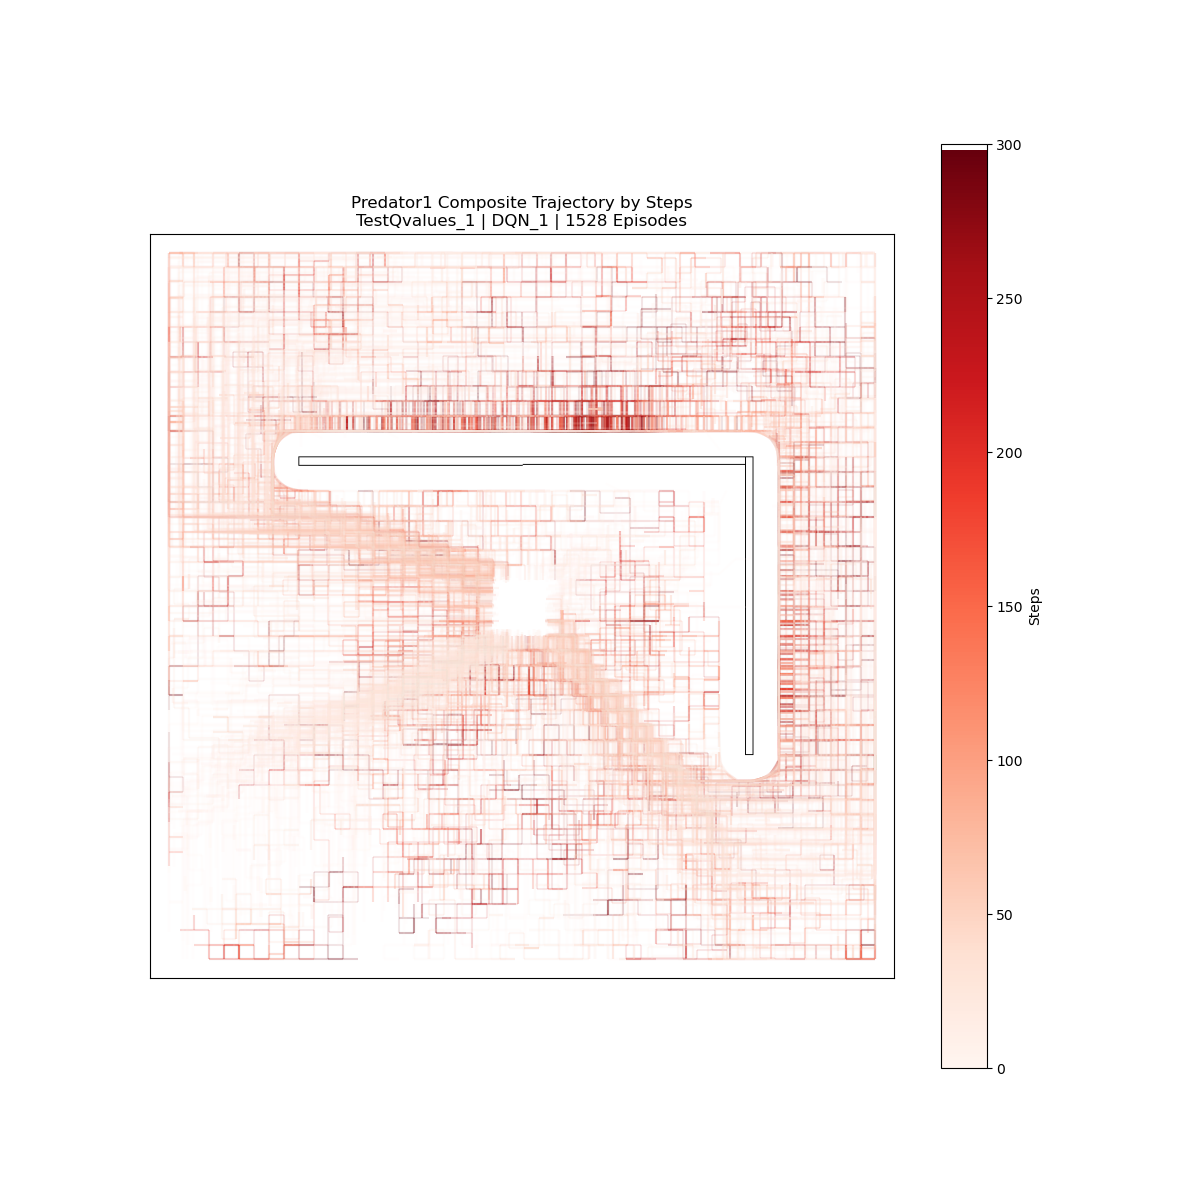 Predator1 Composite Trajectory by Steps
TestQvalues_1 | DQN_1 | 1528 Episodes
300
250
200
150
100
50
0
Steps